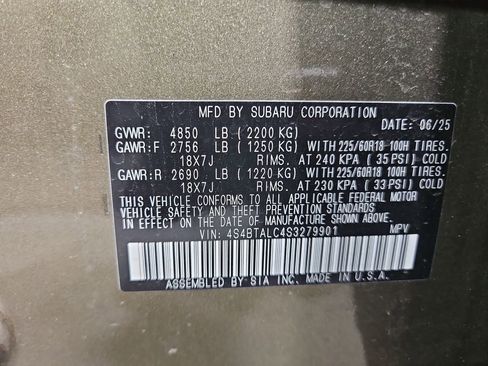 MFD BY SUBARU CORPORATION
DATE: 06/25
GVWR: 4850 LB (2200 KG)
GAWR:F 2756 LB (1250 KG) WITH 225/60R18 100H TIRES.
18X7J RIMS. AT 240 KPA (35 PSI) COLD
GAWR:R 2690 LB (1220 KG) WITH 225/60R18 100H TIRES.
18X7J RIMS. AT 230 KPA (33 PSI) COLD
THIS VEHICLE CONFORMS TO ALL APPLICABLE FEDERAL MOTOR
VEHICLE SAFETY AND THEFT PREVENTION STANDARDS
IN EFFECT ON THE DATE OF MANUFACTURE SHOWN ABOVE.
VIN: 4S4BTALC4S3279901 MPV
ASSEMBLED BY SIA INC. MADE IN U.S.A.